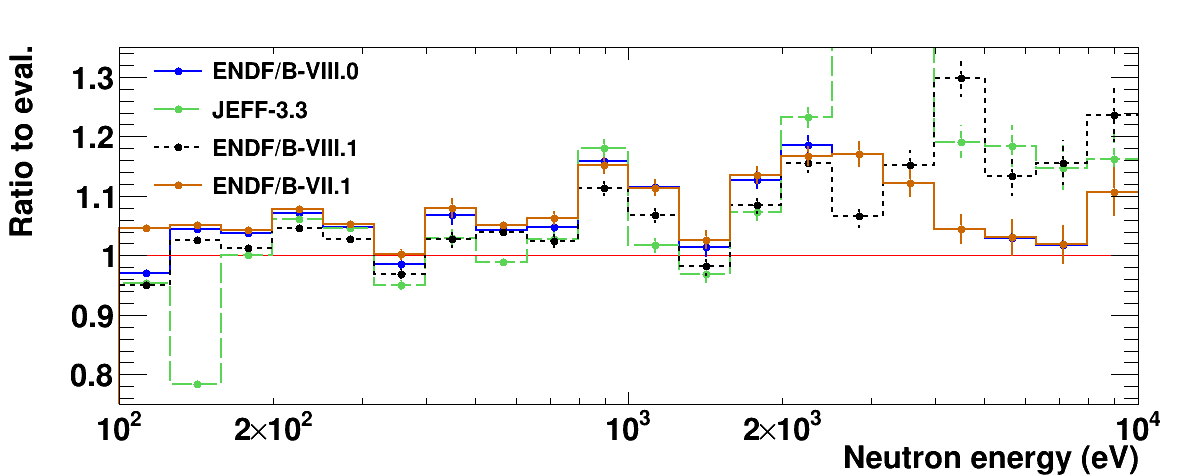 Ratio to eval.
1.3
1.2
1.1
1
0.9
0.8
ENDF/B-VIII.0
JEFF-3.3
ENDF/B-VIII.1
ENDF/B-VII.1
10² 2×10² 10³ 2×10³ 10⁴
Neutron energy (eV)